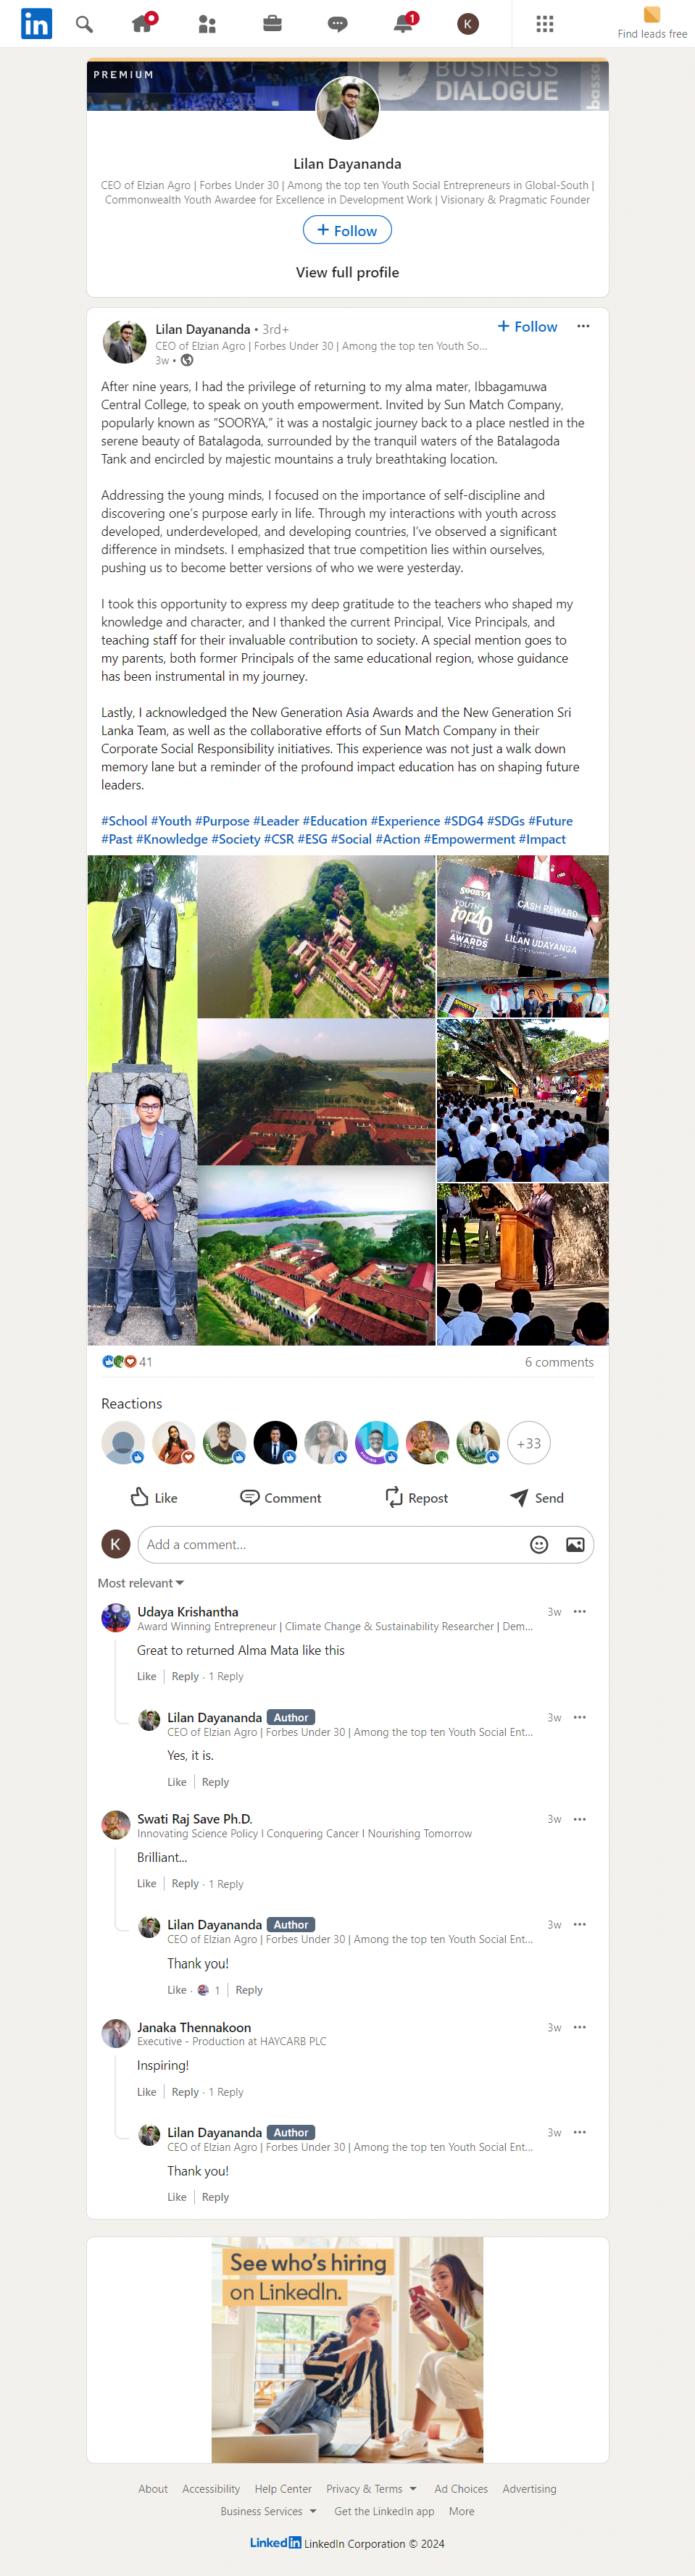 in
1
K
Find leads free
PREMIUM
BUSINESS
DIALOGUE
basse
Lilan Dayananda
CEO of Elzian Agro | Forbes Under 30 | Among the top ten Youth Social Entrepreneurs in Global-South |
Commonwealth Youth Awardee for Excellence in Development Work | Visionary & Pragmatic Founder
+ Follow
View full profile
Lilan Dayananda • 3rd+
+ Follow
CEO of Elzian Agro | Forbes Under 30 | Among the top ten Youth So...
3w •
After nine years, I had the privilege of returning to my alma mater, Ibbagamuwa
Central College, to speak on youth empowerment. Invited by Sun Match Company,
popularly known as “SOORYA,” it was a nostalgic journey back to a place nestled in the
serene beauty of Batalagoda, surrounded by the tranquil waters of the Batalagoda
Tank and encircled by majestic mountains a truly breathtaking location.
Addressing the young minds, I focused on the importance of self-discipline and
discovering one’s purpose early in life. Through my interactions with youth across
developed, underdeveloped, and developing countries, I’ve observed a significant
difference in mindsets. I emphasized that true competition lies within ourselves,
pushing us to become better versions of who we were yesterday.
I took this opportunity to express my deep gratitude to the teachers who shaped my
knowledge and character, and I thanked the current Principal, Vice Principals, and
teaching staff for their invaluable contribution to society. A special mention goes to
my parents, both former Principals of the same educational region, whose guidance
has been instrumental in my journey.
Lastly, I acknowledged the New Generation Asia Awards and the New Generation Sri
Lanka Team, as well as the collaborative efforts of Sun Match Company in their
Corporate Social Responsibility initiatives. This experience was not just a walk down
memory lane but a reminder of the profound impact education has on shaping future
leaders.
#School #Youth #Purpose #Leader #Education #Experience #SDG4 #SDGs #Future
#Past #Knowledge #Society #CSR #ESG #Social #Action #Empowerment #Impact
SOORYA
YOUTH
top40
AWARDS
CASH REWARD
LILAN UDAYANGA
41
6 comments
Reactions
+33
Like
Comment
Repost
Send
K
Add a comment...
Most relevant
Udaya Krishantha
3w
Award Winning Entrepreneur | Climate Change & Sustainability Researcher | Dem...
Great to returned Alma Mata like this
Like | Reply · 1 Reply
Lilan Dayananda Author
3w
CEO of Elzian Agro | Forbes Under 30 | Among the top ten Youth Social Ent...
Yes, it is.
Like | Reply
Swati Raj Save Ph.D.
3w
Innovating Science Policy I Conquering Cancer I Nourishing Tomorrow
Brilliant...
Like | Reply · 1 Reply
Lilan Dayananda Author
3w
CEO of Elzian Agro | Forbes Under 30 | Among the top ten Youth Social Ent...
Thank you!
Like · 1 | Reply
Janaka Thennakoon
3w
Executive - Production at HAYCARB PLC
Inspiring!
Like | Reply · 1 Reply
Lilan Dayananda Author
3w
CEO of Elzian Agro | Forbes Under 30 | Among the top ten Youth Social Ent...
Thank you!
Like | Reply
See who’s hiring
on LinkedIn.
About Accessibility Help Center Privacy & Terms Ad Choices Advertising
Business Services Get the LinkedIn app More
LinkedIn LinkedIn Corporation © 2024